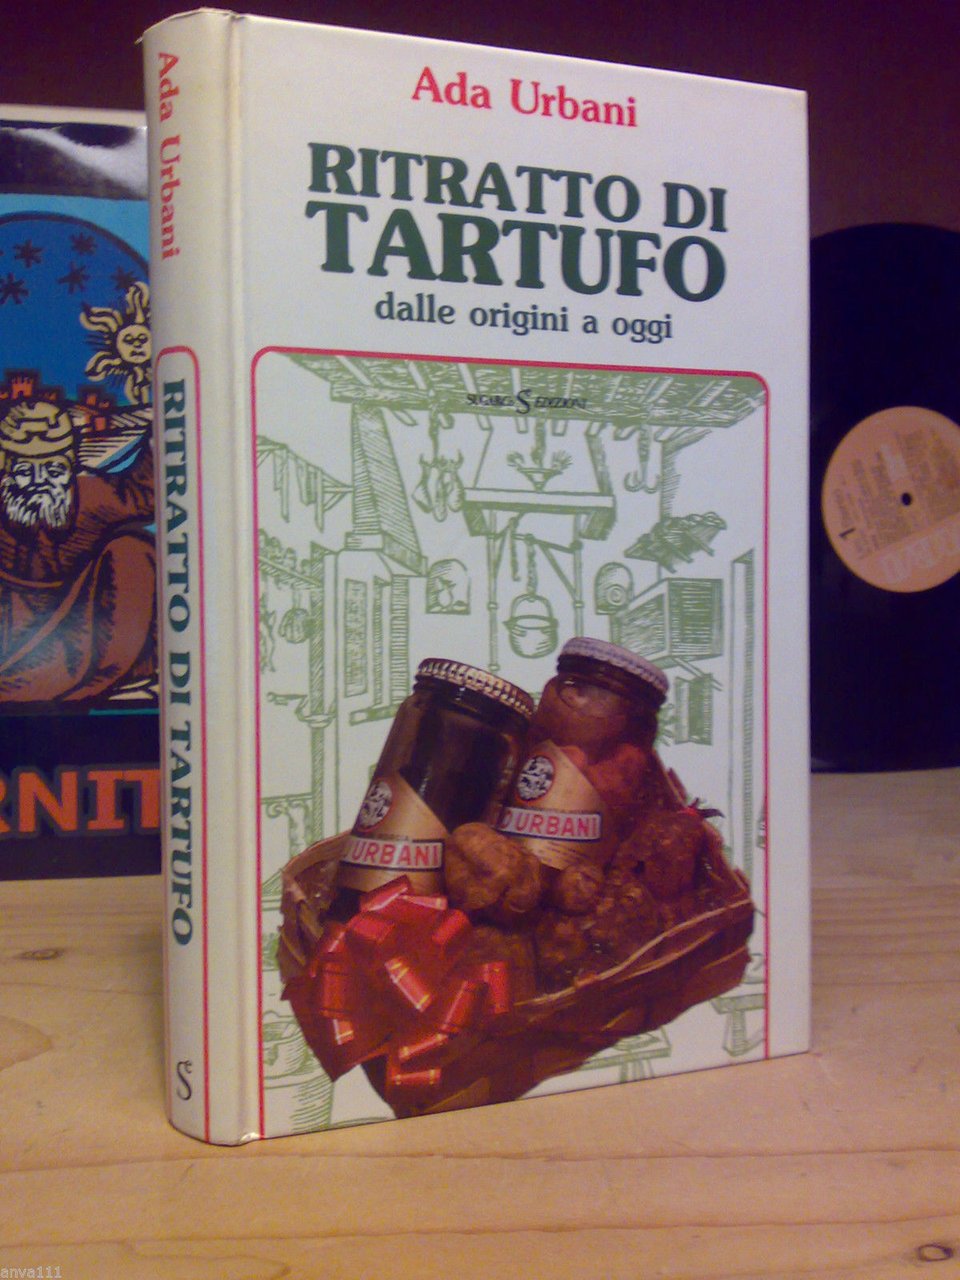 Ada Urbani
RITRATTO DI
TARTUFO
dalle origini a oggi
SUGARCo S EDIZIONI
URBANI
URBANI
Ada Urbani
RITRATTO DI TARTUFO
RNIT
1
anva111